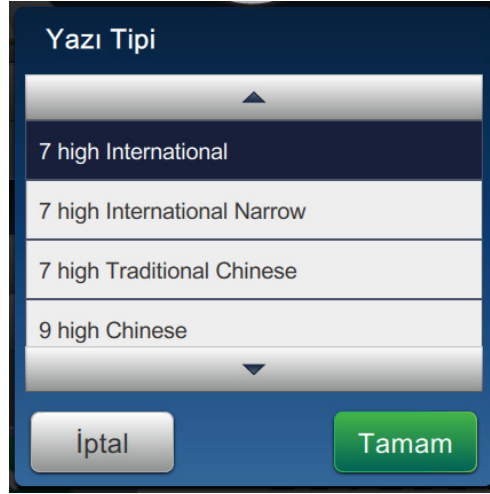 Yazı Tipi
7 high International
7 high International Narrow
7 high Traditional Chinese
9 high Chinese
İptal
Tamam